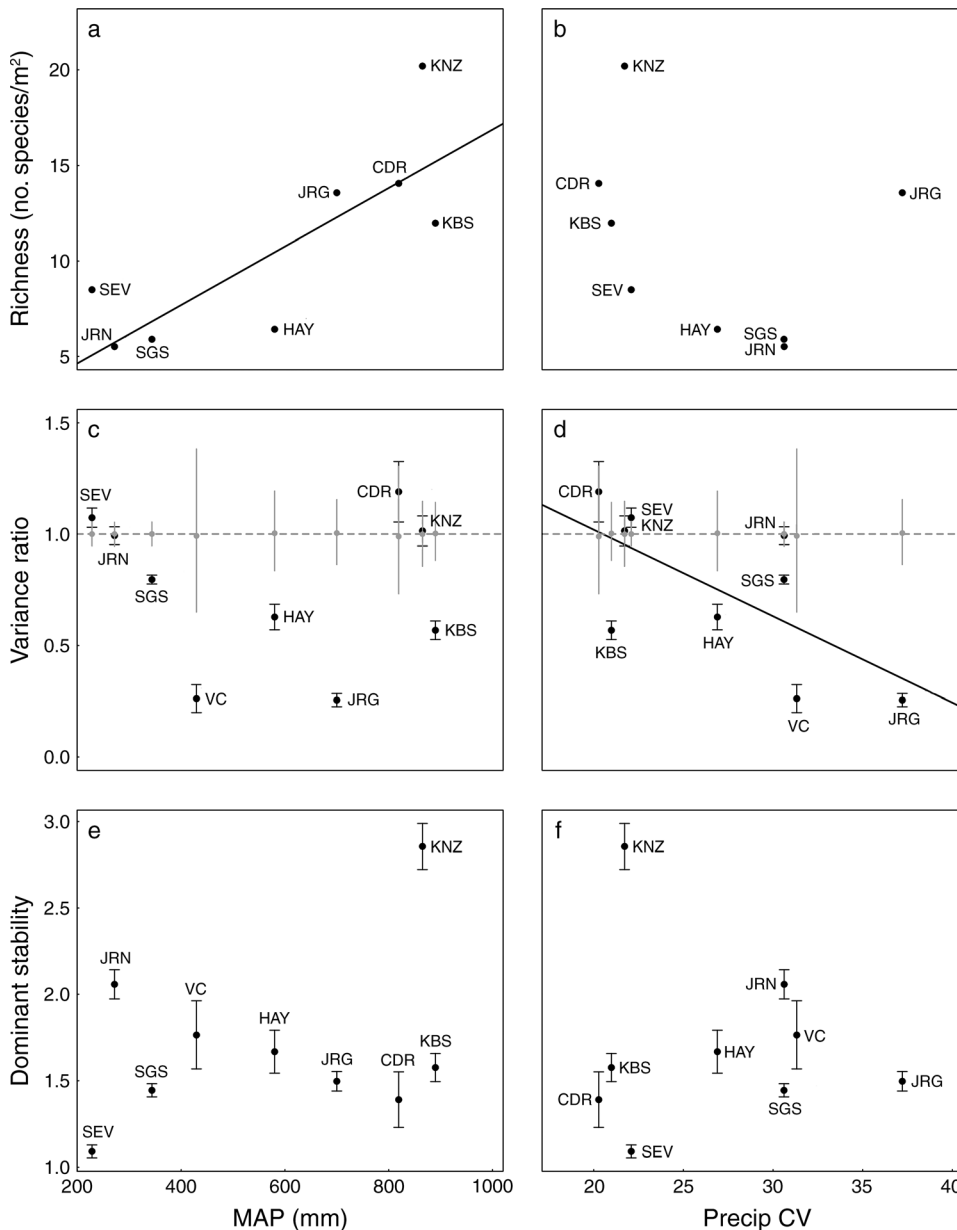 a
Richness (no. species/m²)
20
15
10
5
KNZ
CDR
JRG
KBS
SEV
JRN
SGS
HAY
b
KNZ
CDR
JRG
KBS
SEV
HAY
SGS
JRN
c
Variance ratio
1.5
1.0
0.5
0.0
SEV
CDR
KNZ
JRN
SGS
HAY
KBS
VC
JRG
d
CDR
SEV
KNZ
JRN
SGS
KBS
HAY
VC
JRG
e
Dominant stability
3.0
2.5
2.0
1.5
1.0
KNZ
JRN
VC
HAY
SGS
JRG
CDR
KBS
SEV
200 400 600 800 1000
MAP (mm)
f
KNZ
JRN
VC
HAY
KBS
CDR
SGS
JRG
SEV
20 25 30 35 40
Precip CV